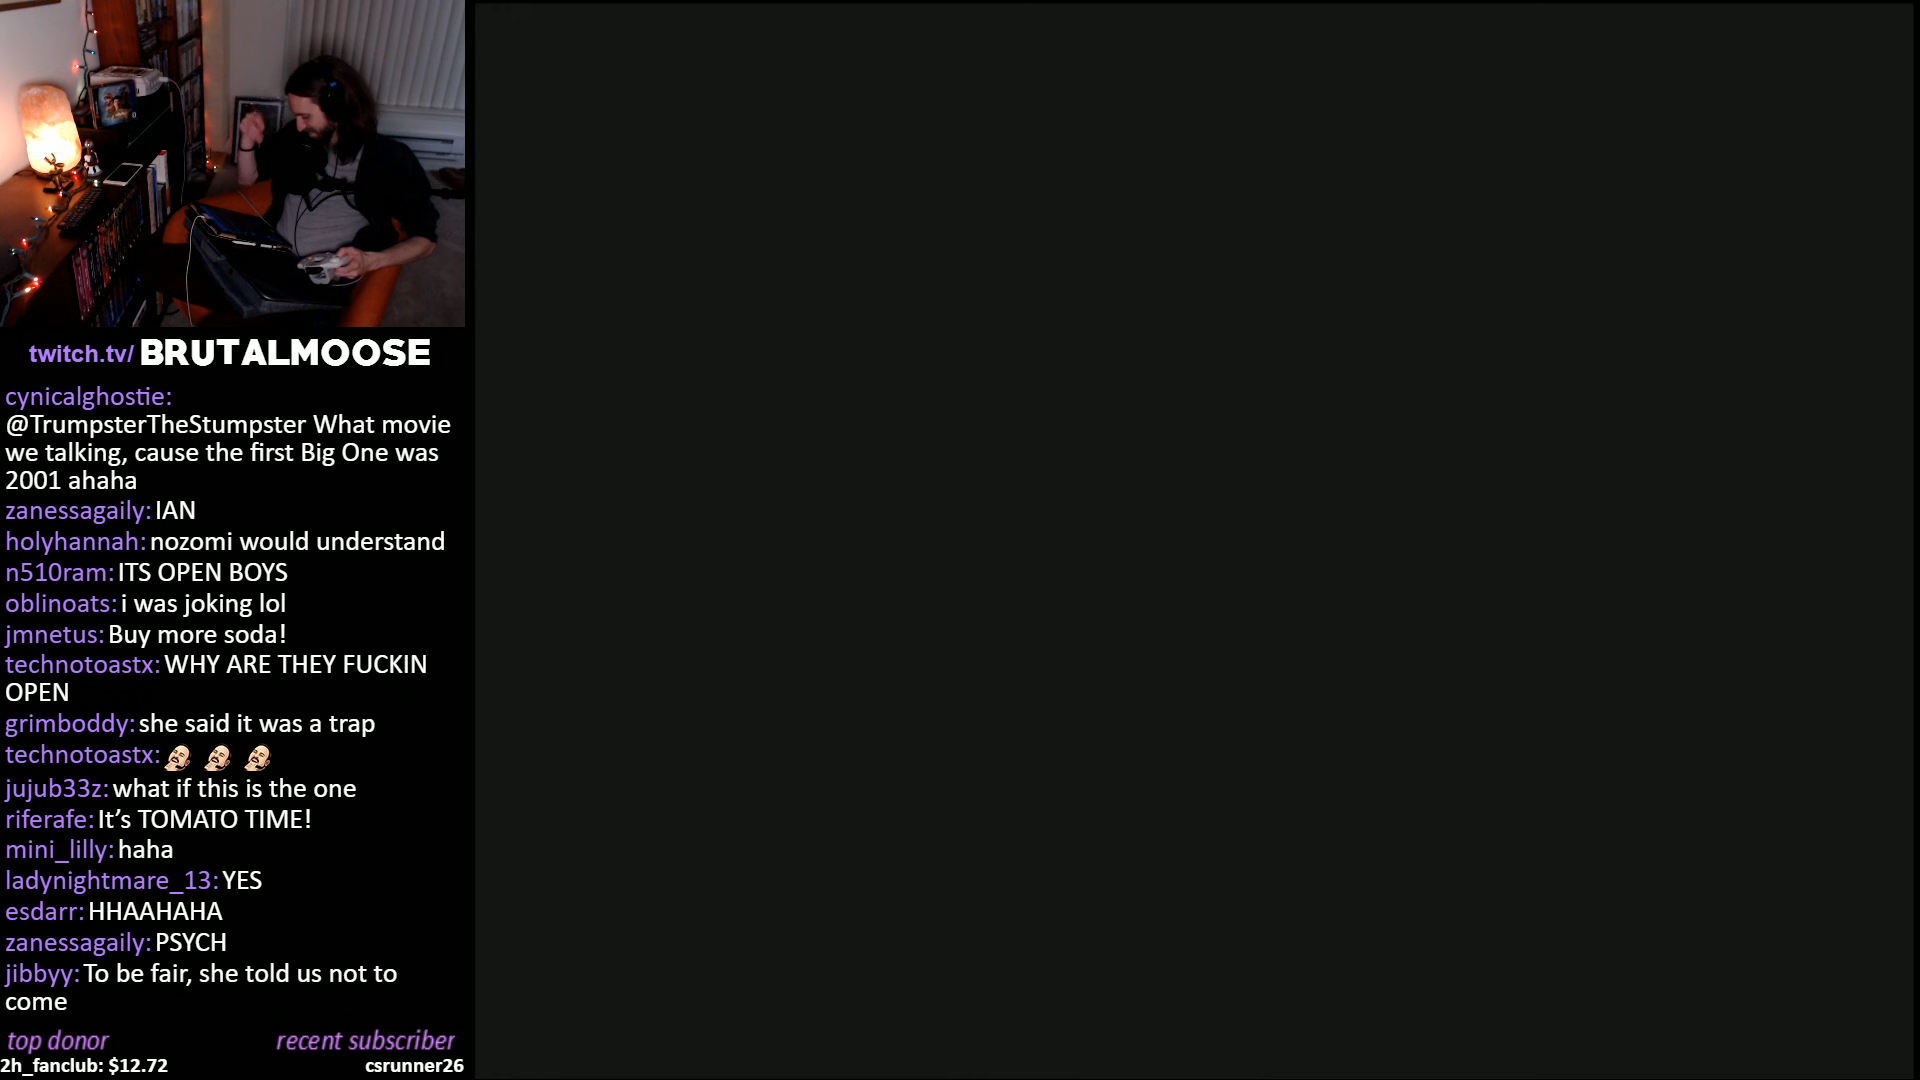 twitch.tv/ BRUTALMOOSE
cynicalghostie:
@TrumpsterTheStumpster What movie
we talking, cause the first Big One was
2001 ahaha
zanessagaily: IAN
holyhannah: nozomi would understand
n510ram: ITS OPEN BOYS
oblinoats: i was joking lol
jmnetus: Buy more soda!
technotoastx: WHY ARE THEY FUCKIN
OPEN
grimboddy: she said it was a trap
technotoastx:
jujub33z: what if this is the one
riferafe: It’s TOMATO TIME!
mini_lilly: haha
ladynightmare_13: YES
esdarr: HHAAHAHA
zanessagaily: PSYCH
jibbyy: To be fair, she told us not to
come
top donor recent subscriber
2h_fanclub: $12.72 csrunner26